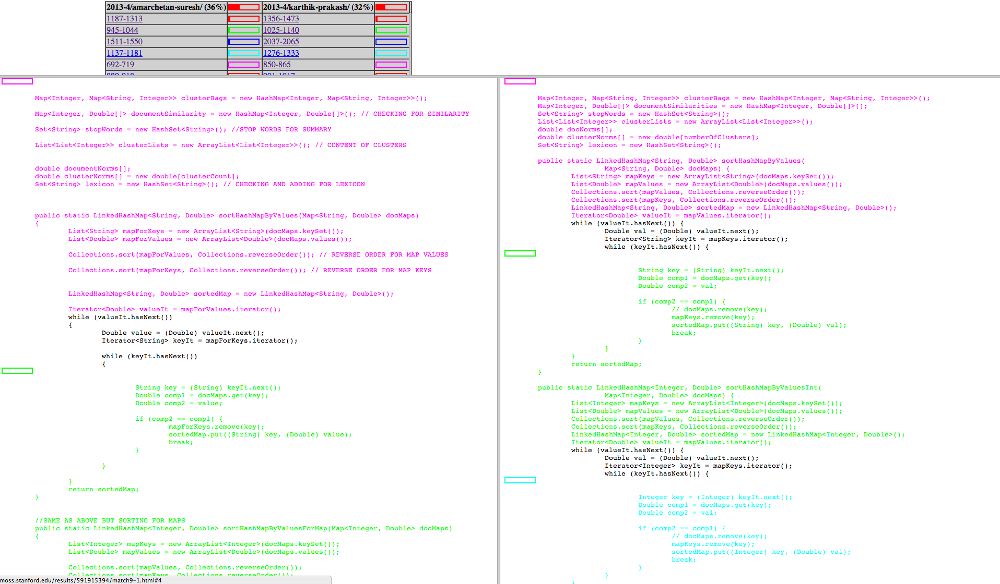 2013-4/amarchetan-suresh/ (36%) 2013-4/karthik-prakash/ (32%)
1187-1313 1356-1473
945-1044 1025-1140
1511-1550 2037-2065
1137-1181 1276-1333
692-719 850-865
Map<Integer, Map<String, Integer>> clusterBags = new HashMap<Integer, Map<String, Integer>>();
Map<Integer, Double[]> documentSimilarity = new HashMap<Integer, Double[]>(); // CHECKING FOR SIMILARITY
Set<String> stopWords = new HashSet<String>(); //STOP WORDS FOR SUMMARY
List<List<Integer>> clusterLists = new ArrayList<List<Integer>>(); // CONTENT OF CLUSTERS
double documentNorms[];
double clusterNorms[] = new double[clusterCount];
Set<String> lexicon = new HashSet<String>(); // CHECKING AND ADDING FOR LEXICON
public static LinkedHashMap<String, Double> sortHashMapByValues(Map<String, Double> docMaps)
{
List<String> mapForKeys = new ArrayList<String>(docMaps.keySet());
List<Double> mapForValues = new ArrayList<Double>(docMaps.values());
Collections.sort(mapForValues, Collections.reverseOrder()); // REVERSE ORDER FOR MAP VALUES
Collections.sort(mapForKeys, Collections.reverseOrder()); // REVERSE ORDER FOR MAP KEYS
LinkedHashMap<String, Double> sortedMap = new LinkedHashMap<String, Double>();
Iterator<Double> valueIt = mapForValues.iterator();
while (valueIt.hasNext())
{
Double value = (Double) valueIt.next();
Iterator<String> keyIt = mapForKeys.iterator();
while (keyIt.hasNext())
{
String key = (String) keyIt.next();
Double comp1 = docMaps.get(key);
Double comp2 = value;
if (comp2 == comp1) {
mapForKeys.remove(key);
sortedMap.put((String) key, (Double) value);
break;
}
}
}
return sortedMap;
}
//SAME AS ABOVE BUT SORTING FOR MAPS
public static LinkedHashMap<Integer, Double> sortHashMapByValuesForMap(Map<Integer, Double> docMaps)
{
List<Integer> mapKeys = new ArrayList<Integer>(docMaps.keySet());
List<Double> mapValues = new ArrayList<Double>(docMaps.values());
Collections.sort(mapValues, Collections.reverseOrder());
Collections.sort(mapKeys, Collections.reverseOrder());
moss.stanford.edu/results/591915394/match9-1.html#4
Map<Integer, Map<String, Integer>> clusterBags = new HashMap<Integer, Map<String, Integer>>();
Map<Integer, Double[]> documentSimilarities = new HashMap<Integer, Double[]>();
Set<String> stopWords = new HashSet<String>();
List<List<Integer>> clusterLists = new ArrayList<List<Integer>>();
double docNorms[];
double clusterNorms[] = new double[numberOfClusters];
Set<String> lexicon = new HashSet<String>();
public static LinkedHashMap<String, Double> sortHashMapByValues(
Map<String, Double> docMaps) {
List<String> mapKeys = new ArrayList<String>(docMaps.keySet());
List<Double> mapValues = new ArrayList<Double>(docMaps.values());
Collections.sort(mapValues, Collections.reverseOrder());
Collections.sort(mapKeys, Collections.reverseOrder());
LinkedHashMap<String, Double> sortedMap = new LinkedHashMap<String, Double>();
Iterator<Double> valueIt = mapValues.iterator();
while (valueIt.hasNext()) {
Double val = (Double) valueIt.next();
Iterator<String> keyIt = mapKeys.iterator();
while (keyIt.hasNext()) {
String key = (String) keyIt.next();
Double comp1 = docMaps.get(key);
Double comp2 = val;
if (comp2 == comp1) {
// docMaps.remove(key);
mapKeys.remove(key);
sortedMap.put((String) key, (Double) val);
break;
}
}
}
return sortedMap;
}
public static LinkedHashMap<Integer, Double> sortHashMapByValuesInt(
Map<Integer, Double> docMaps) {
List<Integer> mapKeys = new ArrayList<Integer>(docMaps.keySet());
List<Double> mapValues = new ArrayList<Double>(docMaps.values());
Collections.sort(mapValues, Collections.reverseOrder());
Collections.sort(mapKeys, Collections.reverseOrder());
LinkedHashMap<Integer, Double> sortedMap = new LinkedHashMap<Integer, Double>();
Iterator<Double> valueIt = mapValues.iterator();
while (valueIt.hasNext()) {
Double val = (Double) valueIt.next();
Iterator<Integer> keyIt = mapKeys.iterator();
while (keyIt.hasNext()) {
Integer key = (Integer) keyIt.next();
Double comp1 = docMaps.get(key);
Double comp2 = val;
if (comp2 == comp1) {
// docMaps.remove(key);
mapKeys.remove(key);
sortedMap.put((Integer) key, (Double) val);
break;
}
}
}